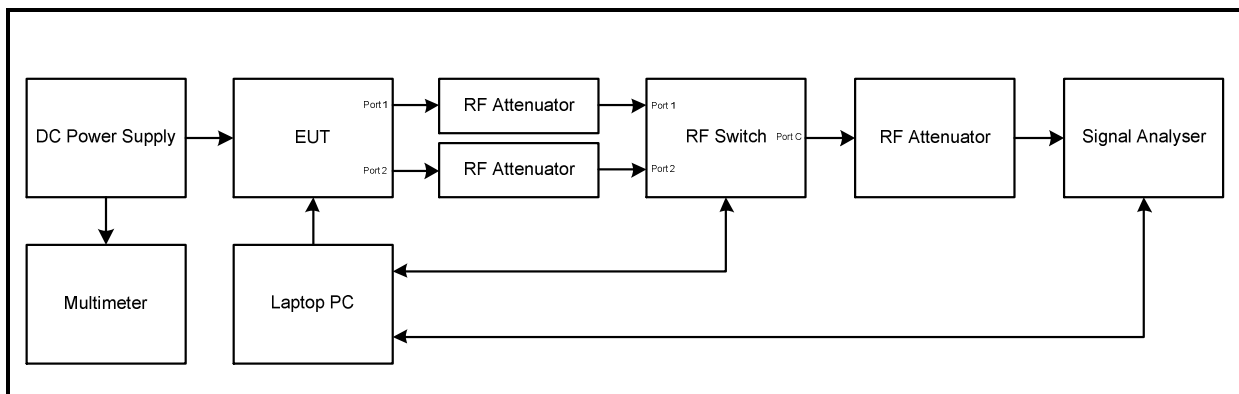 DC Power Supply
EUT
Port 1
Port 2
RF Attenuator
RF Attenuator
Port 1
Port 2
RF Switch
Port C
RF Attenuator
Signal Analyser
Multimeter
Laptop PC